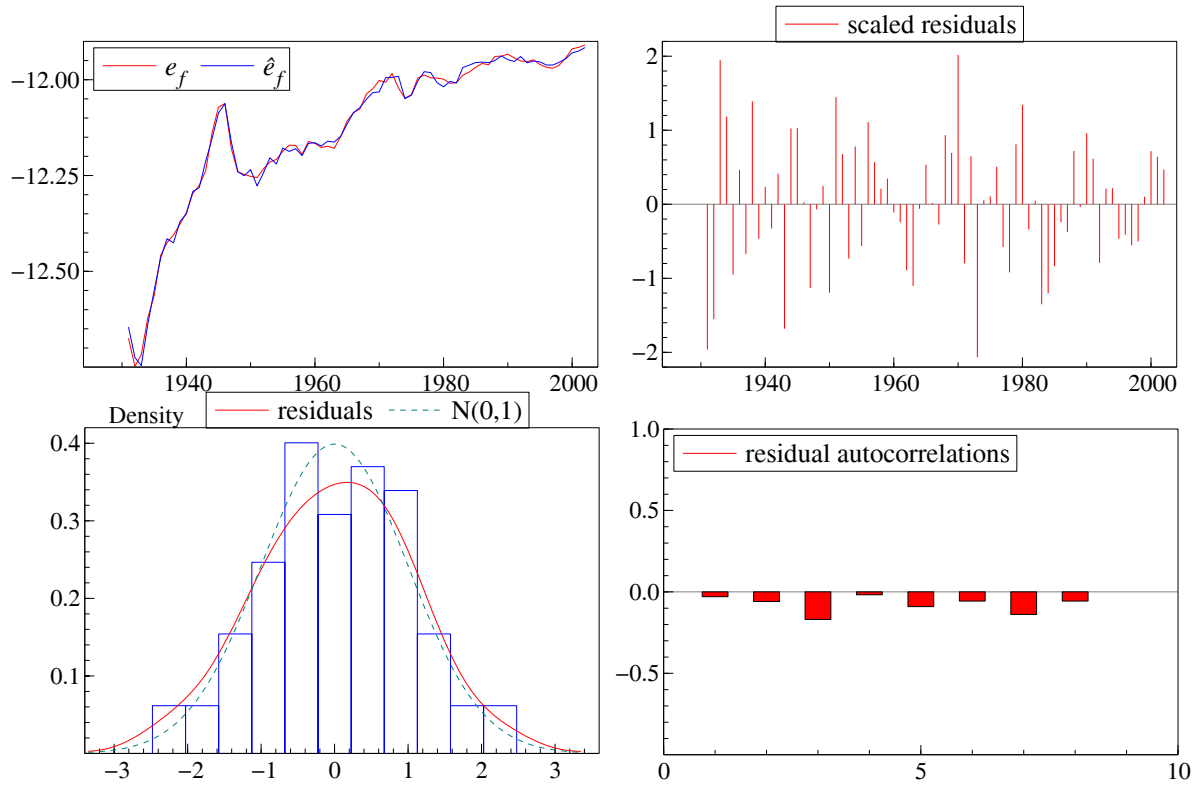 e_f ê_f
−12.00
−12.25
−12.50
1940 1960 1980 2000
scaled residuals
2
1
0
−1
−2
1940 1960 1980 2000
Density residuals N(0,1)
0.4
0.3
0.2
0.1
−3 −2 −1 0 1 2 3
residual autocorrelations
1.0
0.5
0.0
−0.5
0 5 10